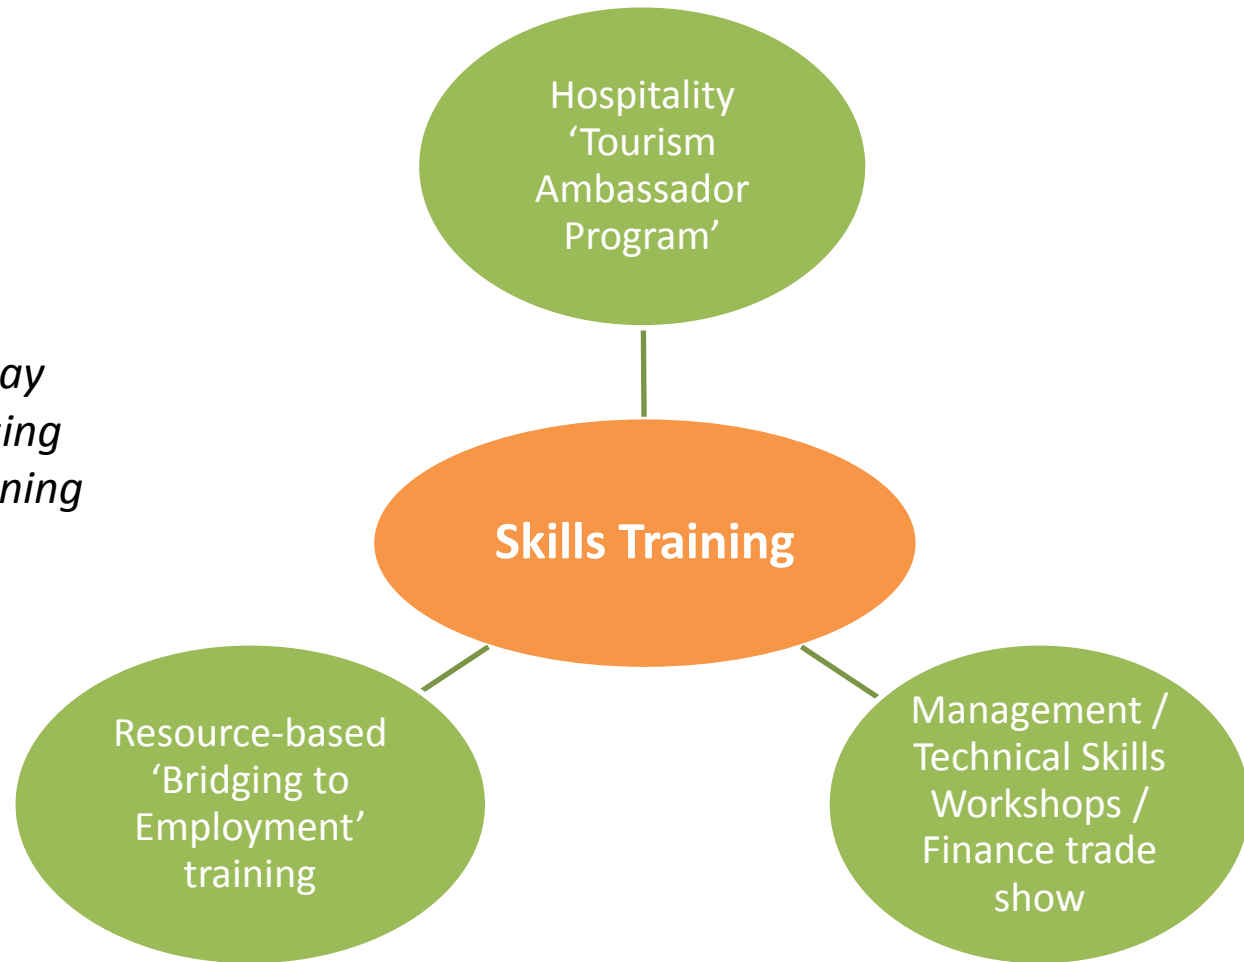 Hospitality
‘Tourism
Ambassador
Program’
Skills Training
Resource-based
‘Bridging to
Employment’
training
Management /
Technical Skills
Workshops /
Finance trade
show